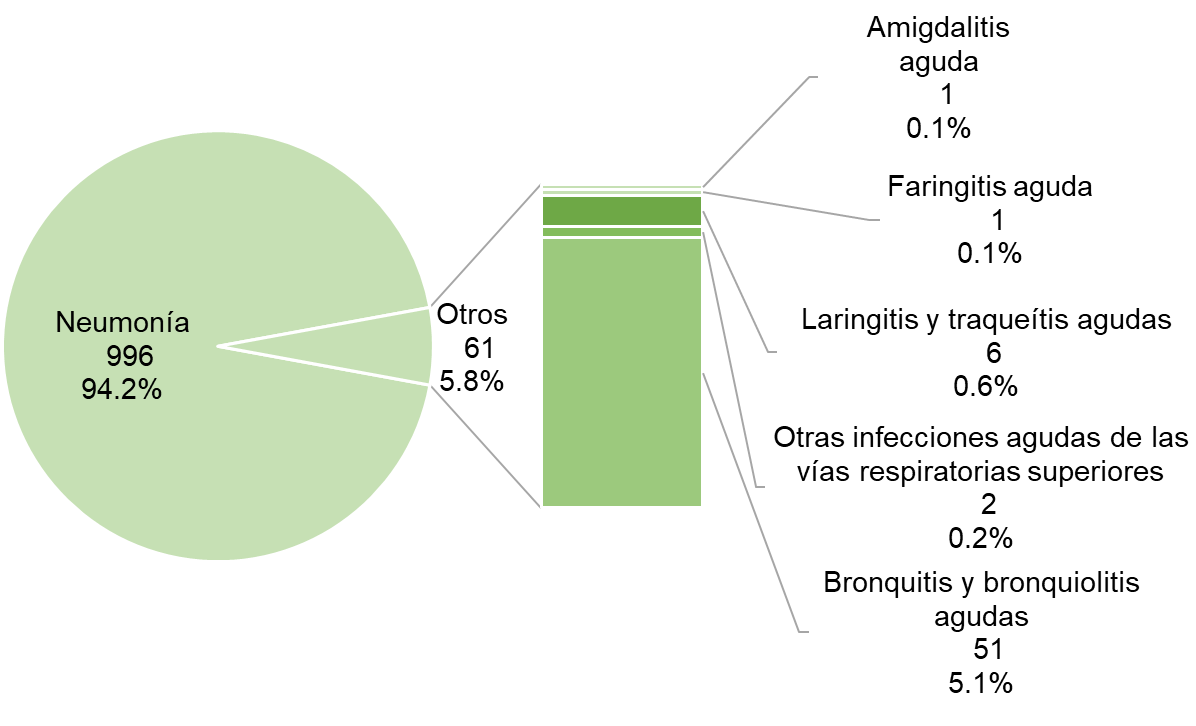 Neumonía
996
94.2%
Otros
61
5.8%
Amigdalitis
aguda
1
0.1%
Faringitis aguda
1
0.1%
Laringitis y traqueítis agudas
6
0.6%
Otras infecciones agudas de las
vías respiratorias superiores
2
0.2%
Bronquitis y bronquiolitis
agudas
51
5.1%